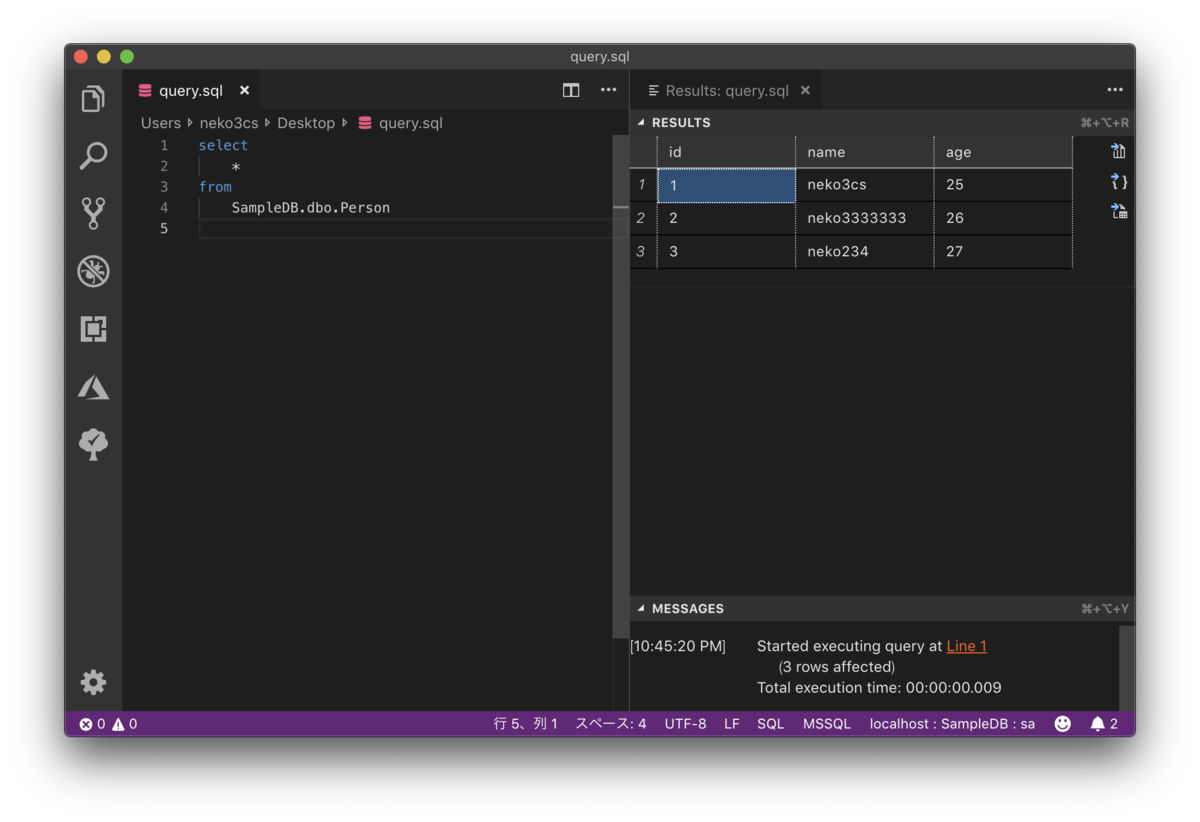 query.sql
query.sql
Users neko3cs Desktop query.sql
1 select
2 *
3 from
4 SampleDB.dbo.Person
5
Results: query.sql
RESULTS ⌘+⌥+R
id name age
1 1 neko3cs 25
2 2 neko3333333 26
3 3 neko234 27
MESSAGES ⌘+⌥+Y
[10:45:20 PM] Started executing query at Line 1
(3 rows affected)
Total execution time: 00:00:00.009
0 0 行 5、列 1 スペース: 4 UTF-8 LF SQL MSSQL localhost : SampleDB : sa 2